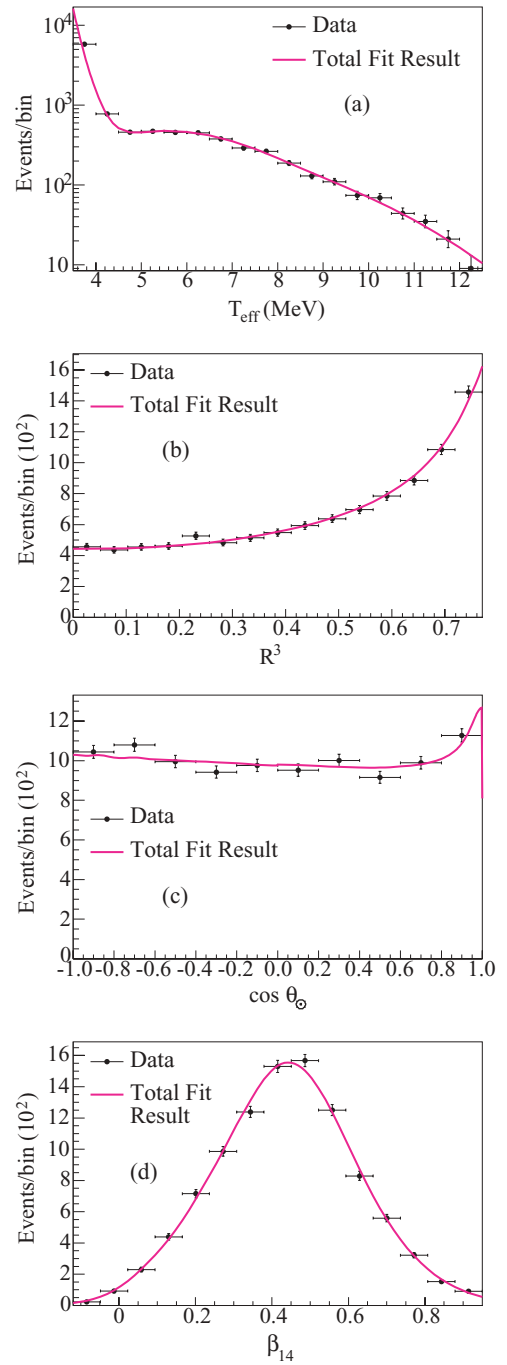 10⁴
Data
Total Fit Result
(a)
10³
10²
10
Events/bin
4 5 6 7 8 9 10 11 12
T_eff (MeV)
16
14
12
10
8
6
4
2
0
Data
Total Fit Result
(b)
Events/bin (10²)
0 0.1 0.2 0.3 0.4 0.5 0.6 0.7
R³
12
10
8
6
4
2
0
Data
Total Fit Result
(c)
Events/bin (10²)
-1.0 -0.8 -0.6 -0.4 -0.2 0.0 0.2 0.4 0.6 0.8 1.0
cos θ_⊙
16
14
12
10
8
6
4
2
0
Data
Total Fit
Result
(d)
Events/bin (10²)
0 0.2 0.4 0.6 0.8
β₁₄